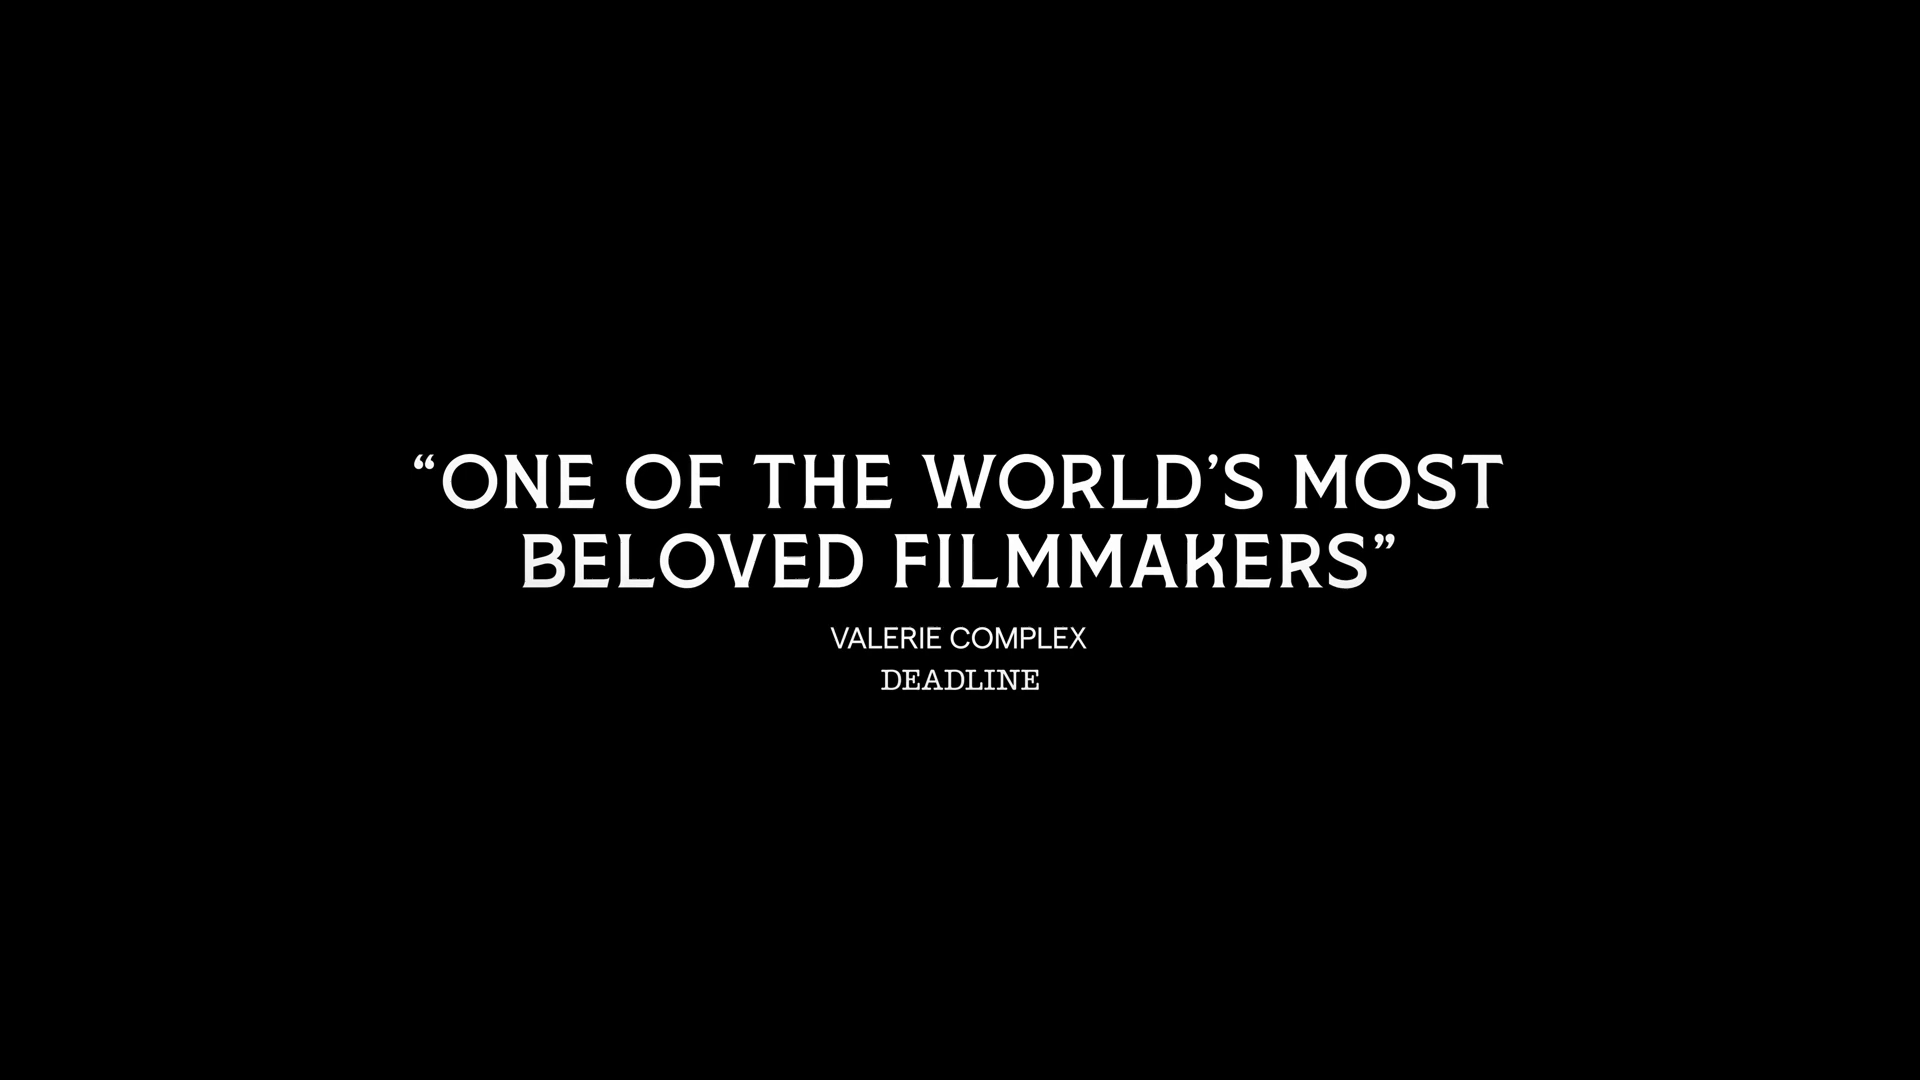 “ONE OF THE WORLD’S MOST
BELOVED FILMMAKERS”
VALERIE COMPLEX
DEADLINE